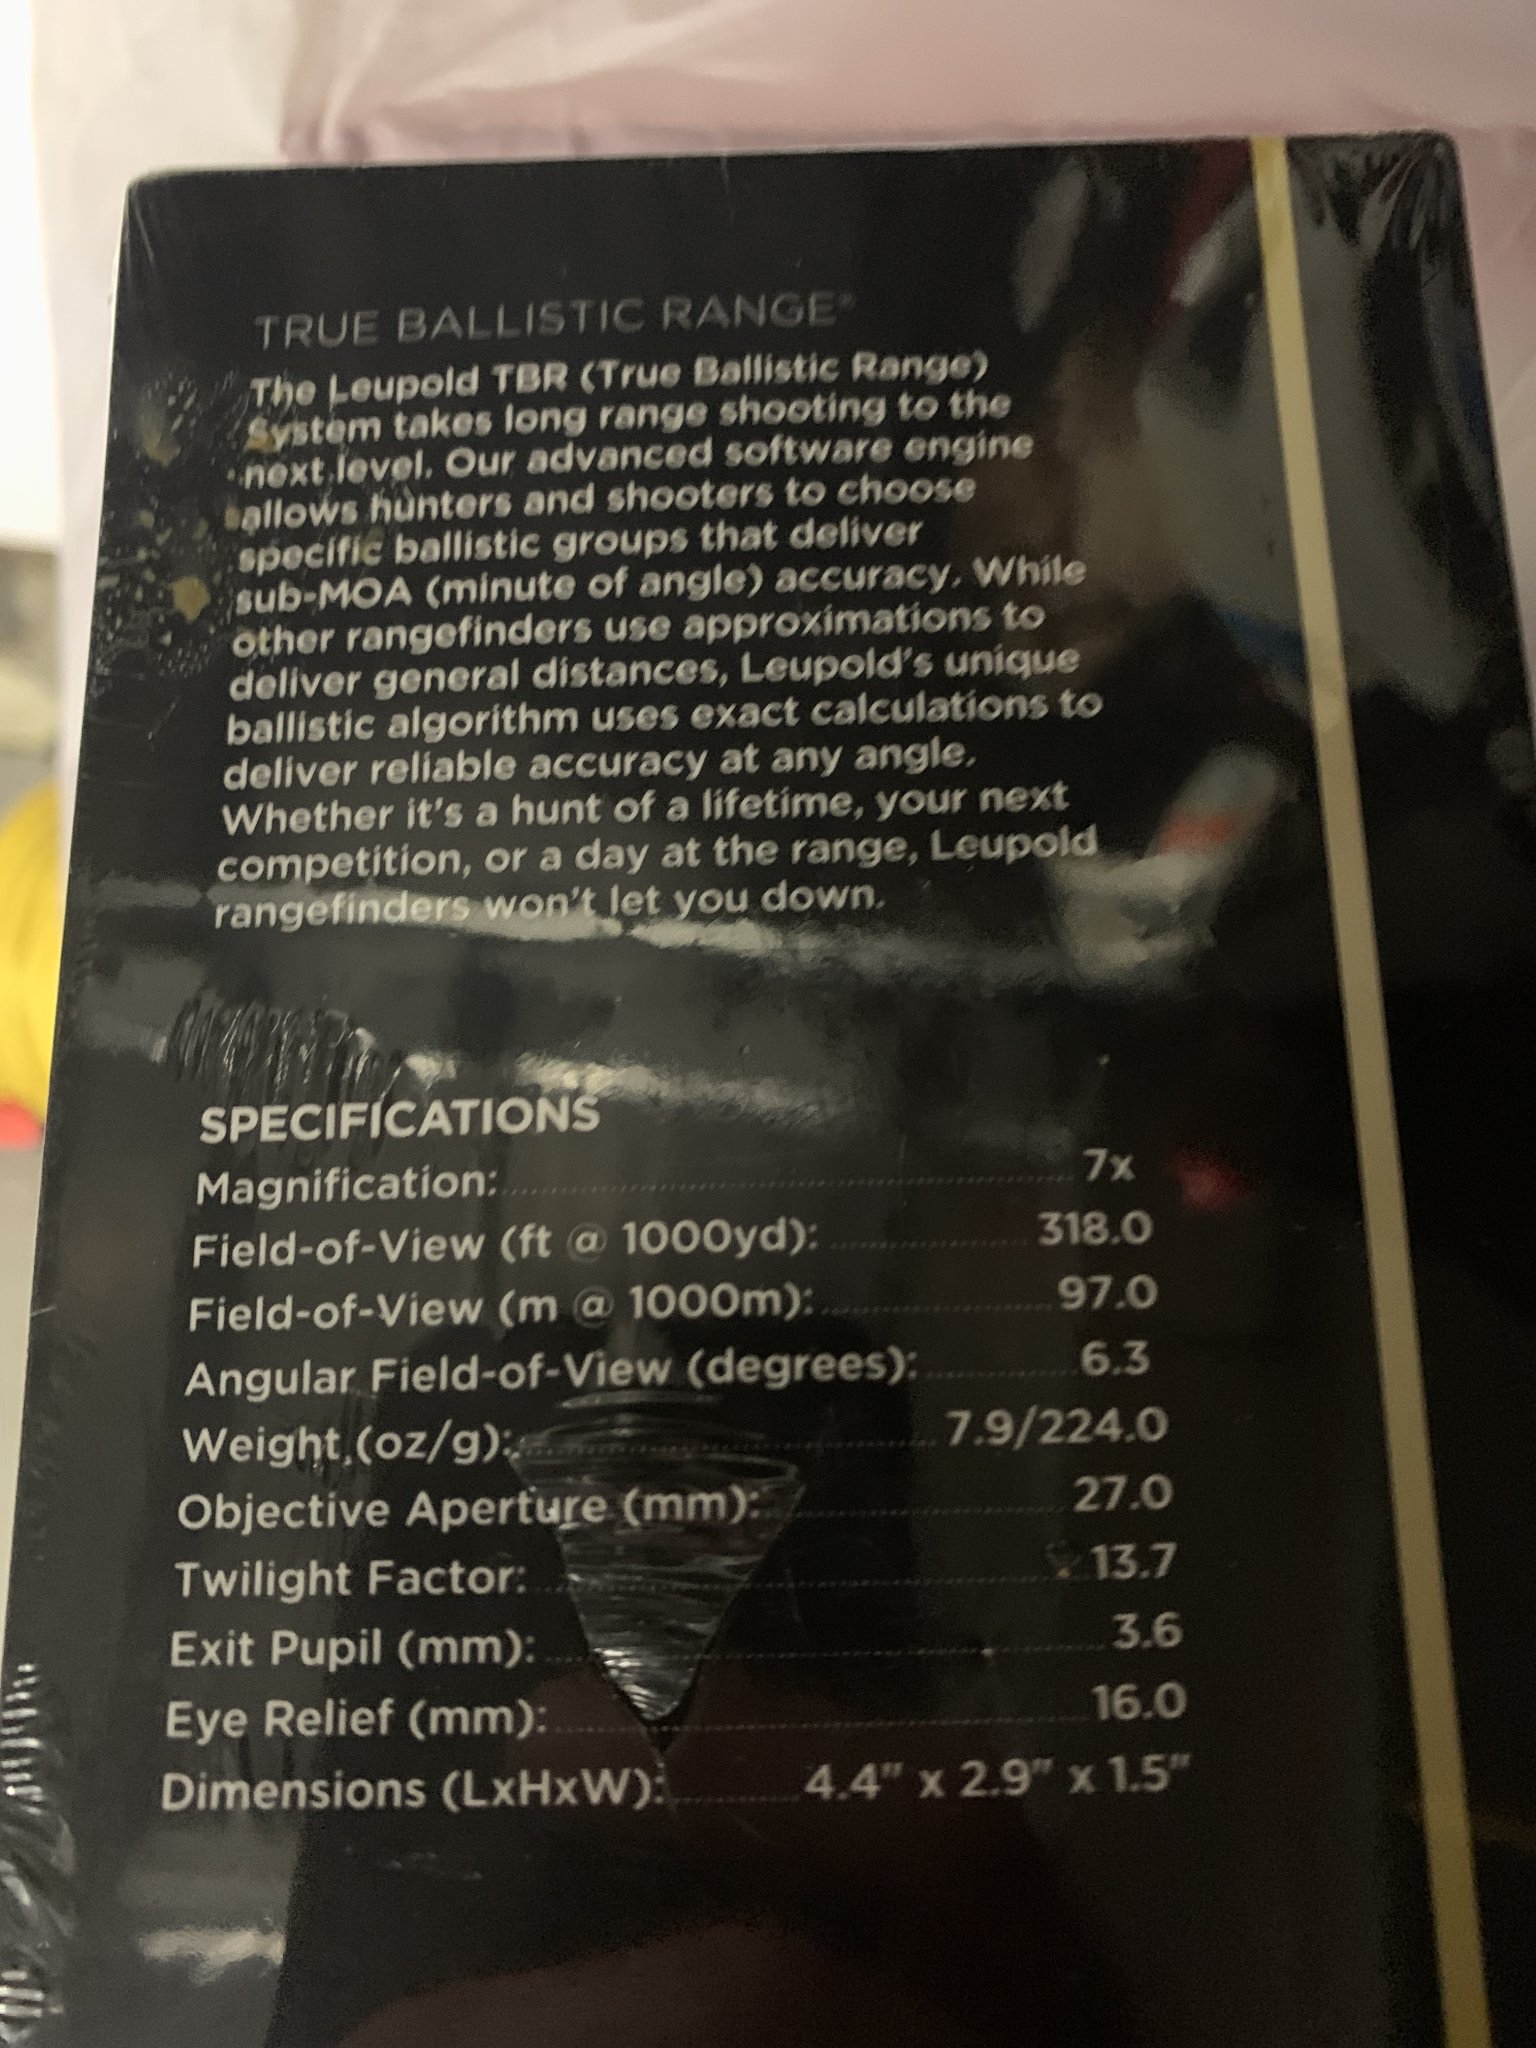 TRUE BALLISTIC RANGE®
The Leupold TBR (True Ballistic Range)
System takes long range shooting to the
next level. Our advanced software engine
allows hunters and shooters to choose
specific ballistic groups that deliver
sub-MOA (minute of angle) accuracy. While
other rangefinders use approximations to
deliver general distances, Leupold's unique
ballistic algorithm uses exact calculations to
deliver reliable accuracy at any angle.
Whether it's a hunt of a lifetime, your next
competition, or a day at the range, Leupold
rangefinders won't let you down.
SPECIFICATIONS
Magnification: 7x
Field-of-View (ft @ 1000yd): 318.0
Field-of-View (m @ 1000m): 97.0
Angular Field-of-View (degrees): 6.3
Weight (oz/g): 7.9/224.0
Objective Aperture (mm): 27.0
Twilight Factor: 13.7
Exit Pupil (mm): 3.6
Eye Relief (mm): 16.0
Dimensions (LxHxW): 4.4" x 2.9" x 1.5"